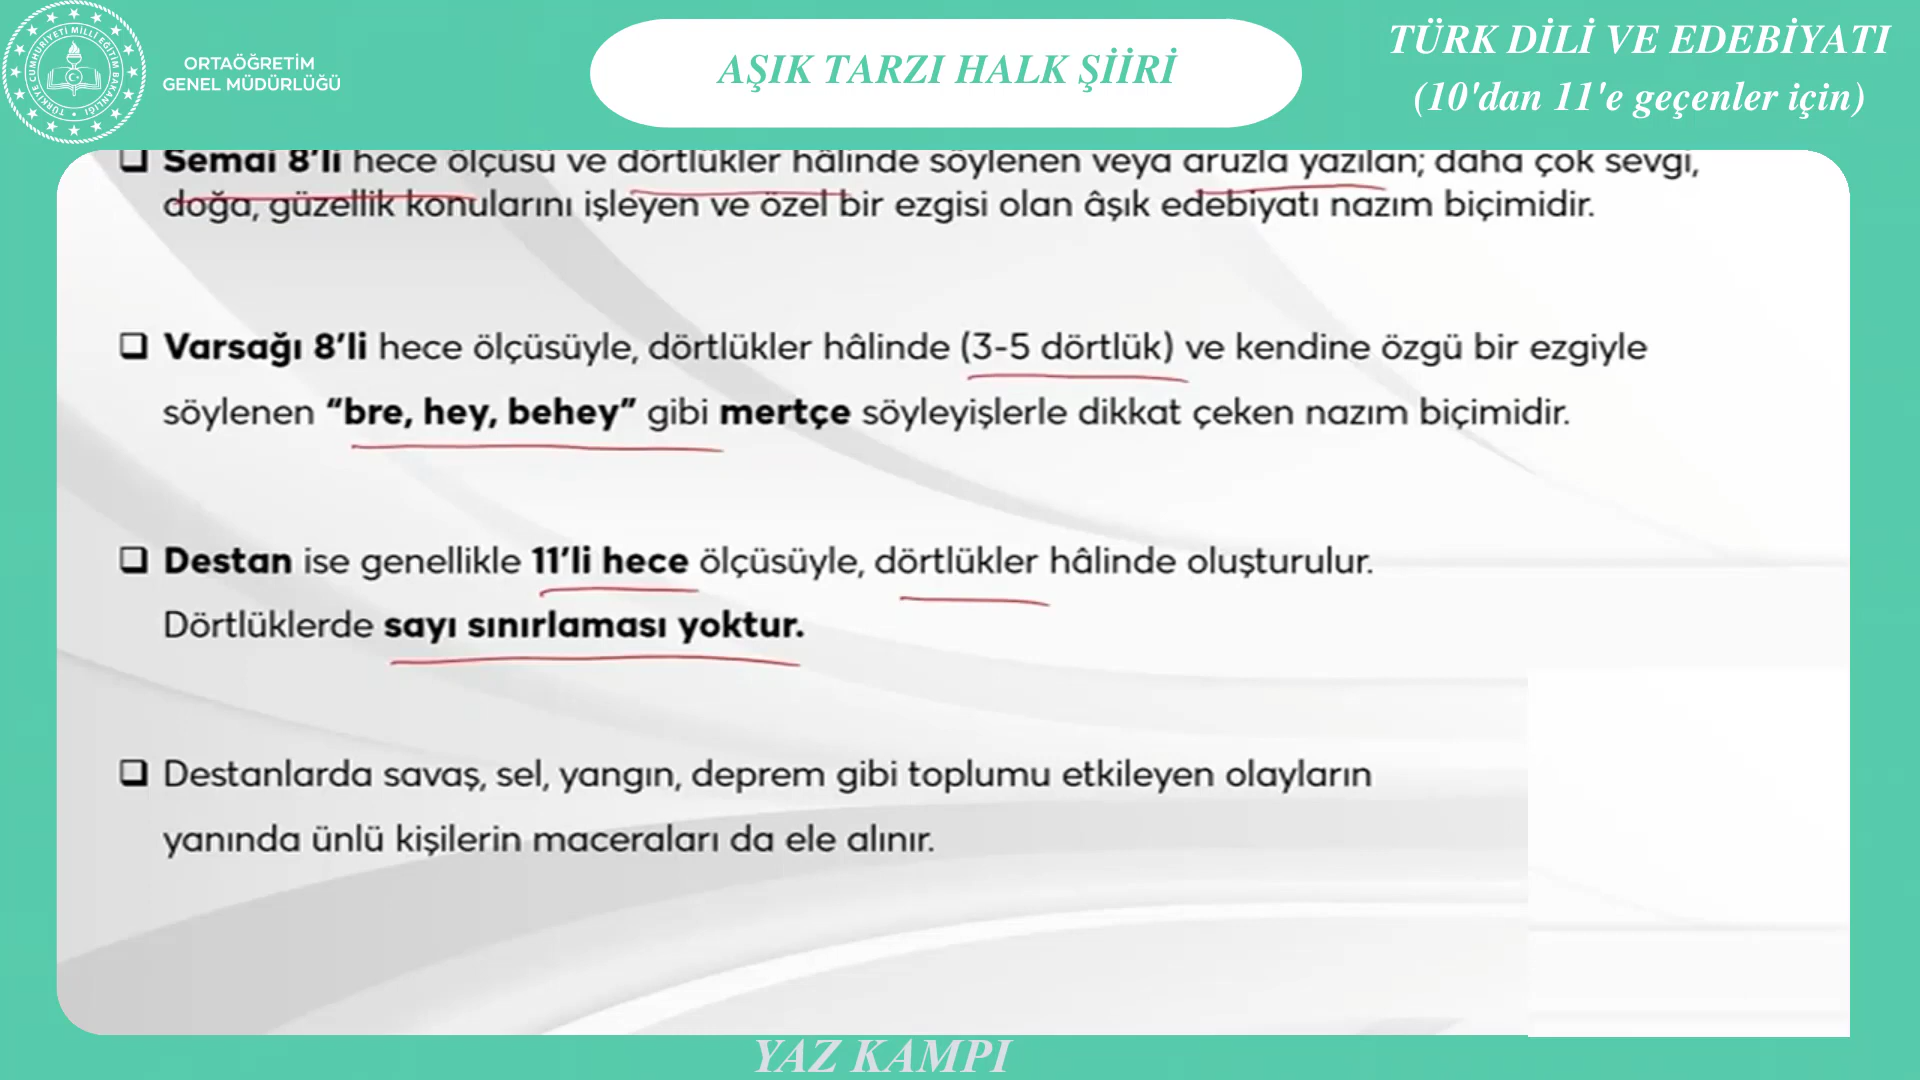 ORTAÖĞRETİM
GENEL MÜDÜRLÜĞÜ
AŞIK TARZI HALK ŞİİRİ
TÜRK DİLİ VE EDEBİYATI
(10'dan 11'e geçenler için)
❑ Semai 8’li hece ölçüsü ve dörtlükler hâlinde söylenen veya aruzla yazılan; daha çok sevgi,
doğa, güzellik konularını işleyen ve özel bir ezgisi olan âşık edebiyatı nazım biçimidir.
❑ Varsağı 8’li hece ölçüsüyle, dörtlükler hâlinde (3-5 dörtlük) ve kendine özgü bir ezgiyle
söylenen “bre, hey, behey” gibi mertçe söyleyişlerle dikkat çeken nazım biçimidir.
❑ Destan ise genellikle 11’li hece ölçüsüyle, dörtlükler hâlinde oluşturulur.
Dörtlüklerde sayı sınırlaması yoktur.
❑ Destanlarda savaş, sel, yangın, deprem gibi toplumu etkileyen olayların
yanında ünlü kişilerin maceraları da ele alınır.
YAZ KAMPI